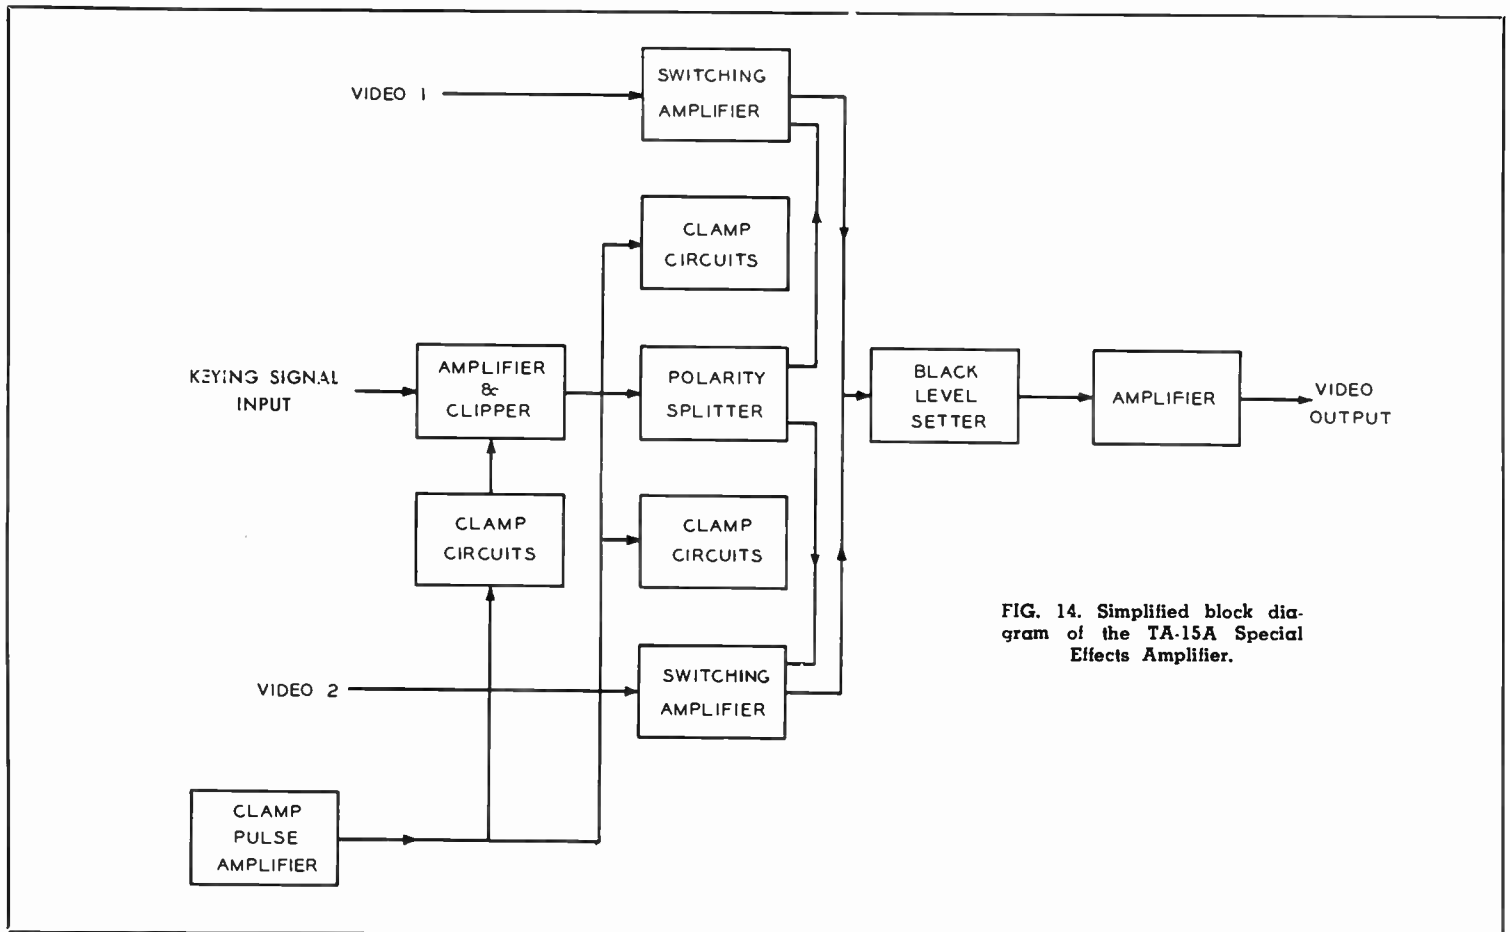 VIDEO 1
SWITCHING
AMPLIFIER
CLAMP
CIRCUITS
KEYING SIGNAL
INPUT
AMPLIFIER
&
CLIPPER
POLARITY
SPLITTER
BLACK
LEVEL
SETTER
AMPLIFIER
VIDEO
OUTPUT
CLAMP
CIRCUITS
CLAMP
CIRCUITS
VIDEO 2
SWITCHING
AMPLIFIER
FIG. 14. Simplified block dia-
gram of the TA-15A Special
Effects Amplifier.
CLAMP
PULSE
AMPLIFIER